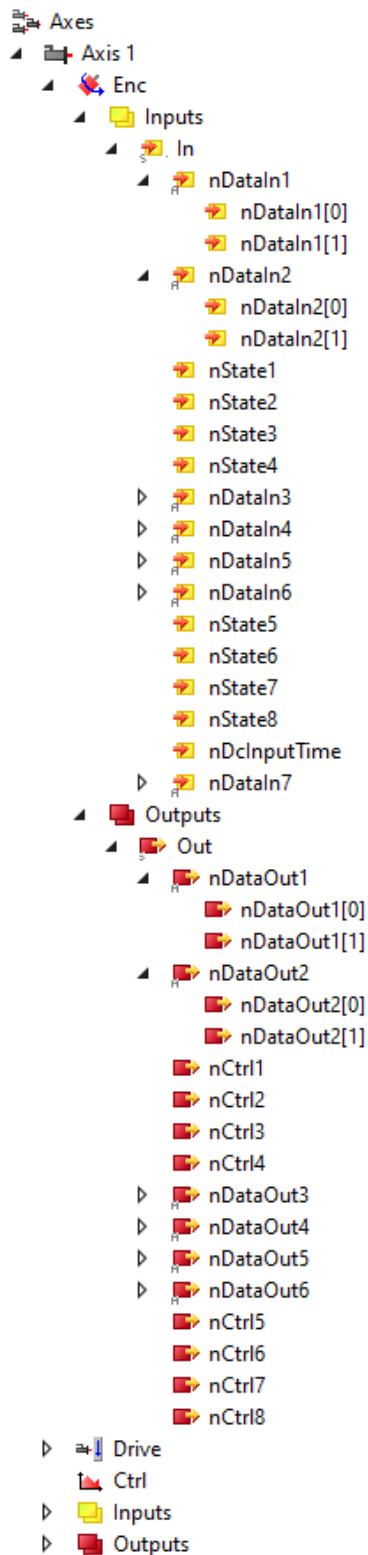 Axes
Axis 1
Enc
Inputs
In
nDataIn1
nDataIn1[0]
nDataIn1[1]
nDataIn2
nDataIn2[0]
nDataIn2[1]
nState1
nState2
nState3
nState4
nDataIn3
nDataIn4
nDataIn5
nDataIn6
nState5
nState6
nState7
nState8
nDcInputTime
nDataIn7
Outputs
Out
nDataOut1
nDataOut1[0]
nDataOut1[1]
nDataOut2
nDataOut2[0]
nDataOut2[1]
nCtrl1
nCtrl2
nCtrl3
nCtrl4
nDataOut3
nDataOut4
nDataOut5
nDataOut6
nCtrl5
nCtrl6
nCtrl7
nCtrl8
Drive
Ctrl
Inputs
Outputs